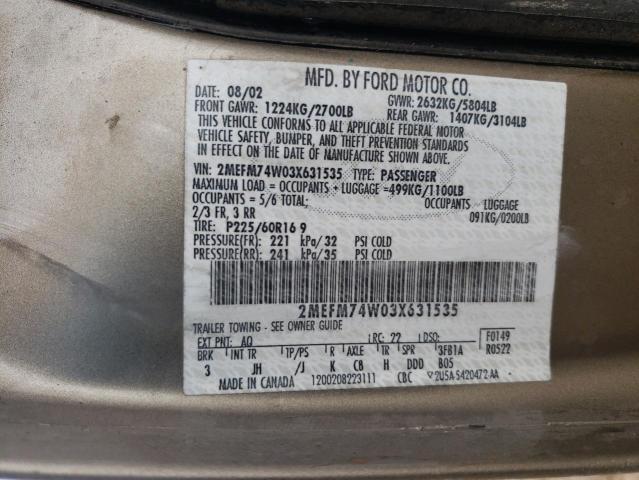 MFD. BY FORD MOTOR CO.
DATE: 08/02 GVWR: 2632KG/5804LB
FRONT GAWR: 1224KG/2700LB REAR GAWR: 1407KG/3104LB
THIS VEHICLE CONFORMS TO ALL APPLICABLE FEDERAL MOTOR
VEHICLE SAFETY, BUMPER, AND THEFT PREVENTION STANDARDS
IN EFFECT ON THE DATE OF MANUFACTURE SHOWN ABOVE.
VIN: 2MEFM74W03X631535 TYPE: PASSENGER
MAXIMUM LOAD = OCCUPANTS + LUGGAGE = 499KG/1100LB
OCCUPANTS: 5/6 TOTAL: OCCUPANTS LUGGAGE
2/3 FR, 3 RR 091KG/0200LB
TIRE: P225/60R16 9
PRESSURE(FR): 221 kPa/32 PSI COLD
PRESSURE(RR): 241 kPa/35 PSI COLD
2MEFM74W03X631535
TRAILER TOWING - SEE OWNER GUIDE
EXT PNT: AQ RC: 22 DSO: F0149
BRK INT TR TP/PS R AXLE TR SPR 3FB1A R0522
3 JH /J K CB H DDD B05
MADE IN CANADA 1200208223111 CBC 2U5A 5420472 AA